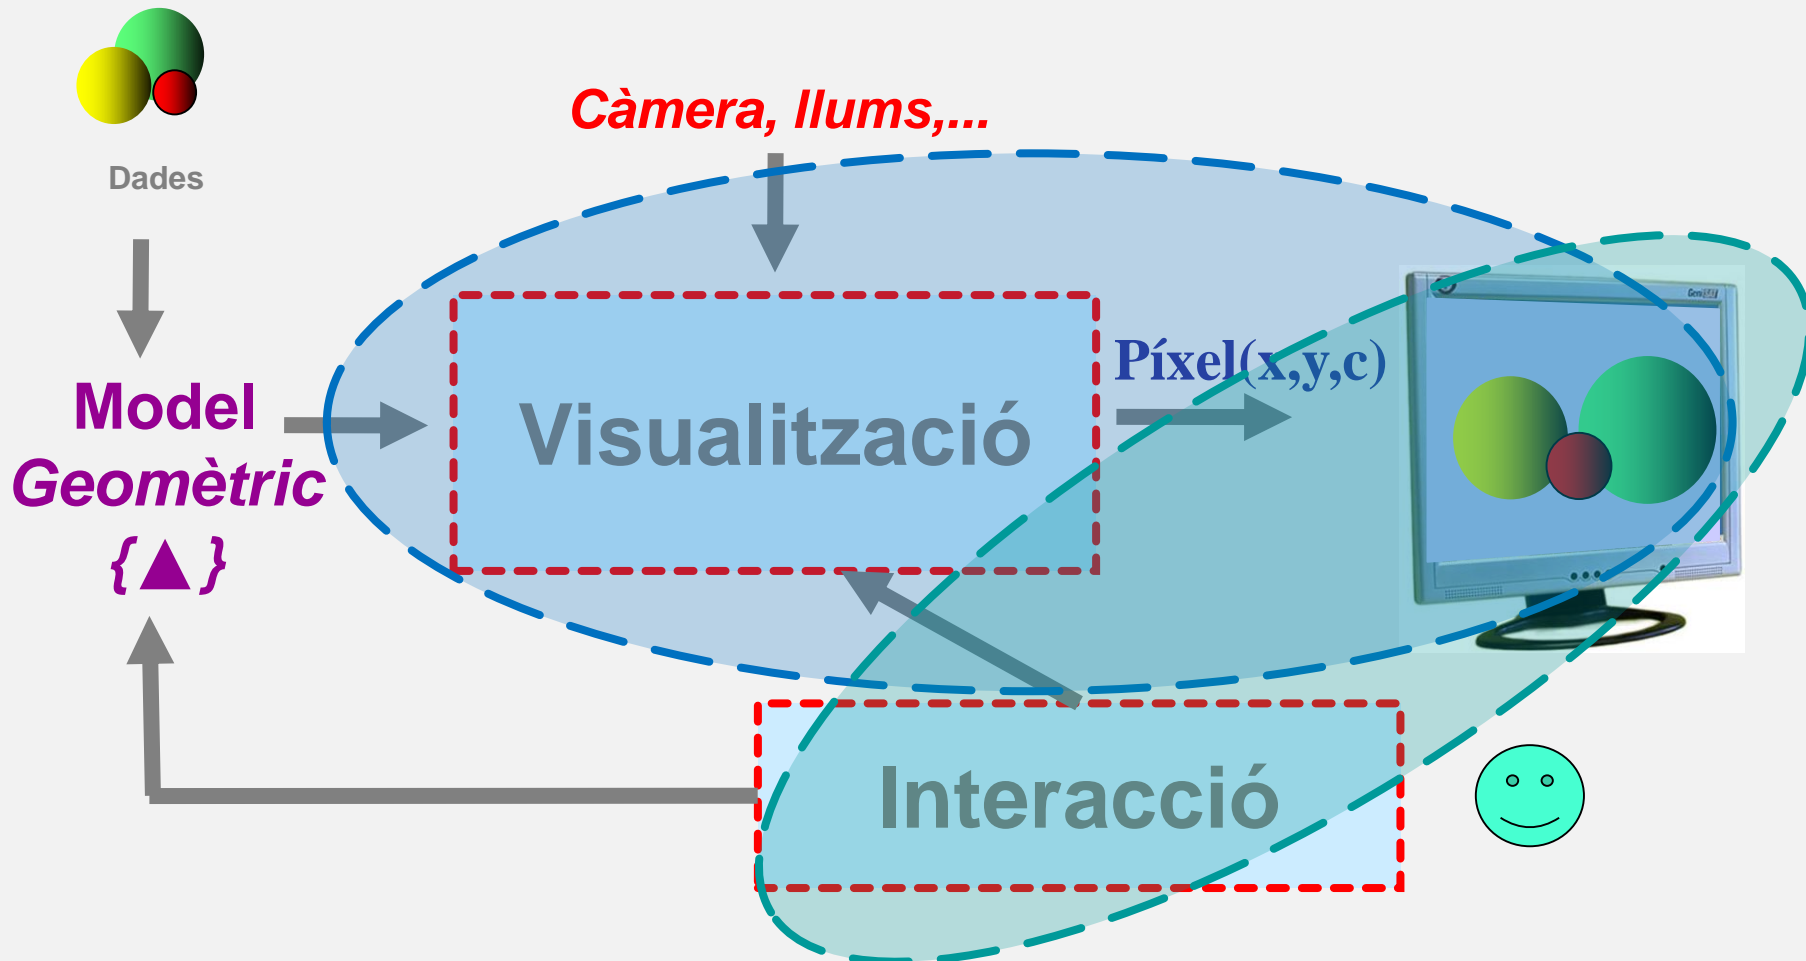 Càmera, llums,...
Dades
Píxel(x,y,c)
Model
Geomètric
{▲}
Visualització
Interacció